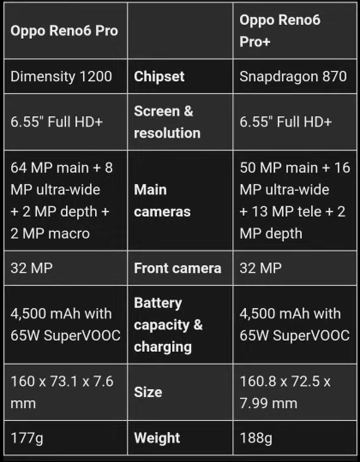 Oppo Reno6 Pro
Oppo Reno6
Pro+
Dimensity 1200
Chipset
Snapdragon 870
6.55" Full HD+
Screen &
resolution
6.55" Full HD+
64 MP main + 8
MP ultra-wide
+ 2 MP depth +
2 MP macro
Main
cameras
50 MP main + 16
MP ultra-wide
+ 13 MP tele + 2
MP depth
32 MP
Front camera
32 MP
4,500 mAh with
65W SuperVOOC
Battery
capacity &
charging
4,500 mAh with
65W SuperVOOC
160 x 73.1 x 7.6
mm
Size
160.8 x 72.5 x
7.99 mm
177g
Weight
188g